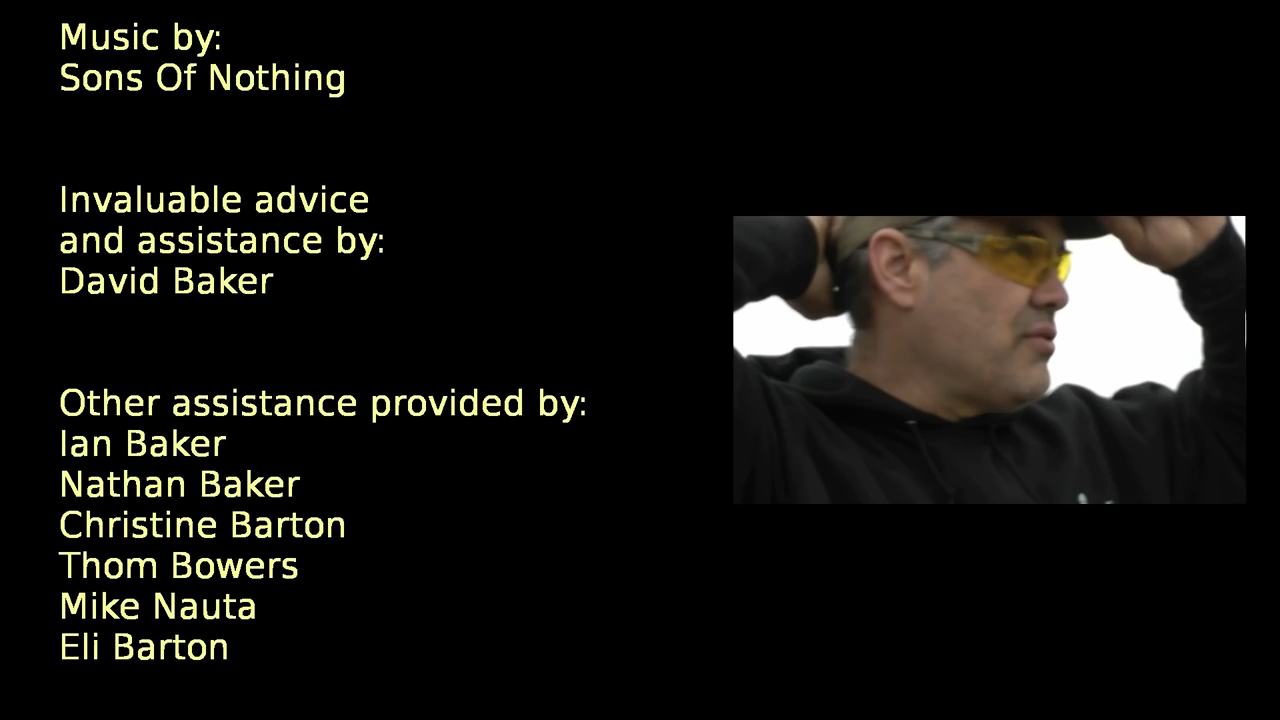 Music by:
Sons Of Nothing
Invaluable advice
and assistance by:
David Baker
Other assistance provided by:
Ian Baker
Nathan Baker
Christine Barton
Thom Bowers
Mike Nauta
Eli Barton